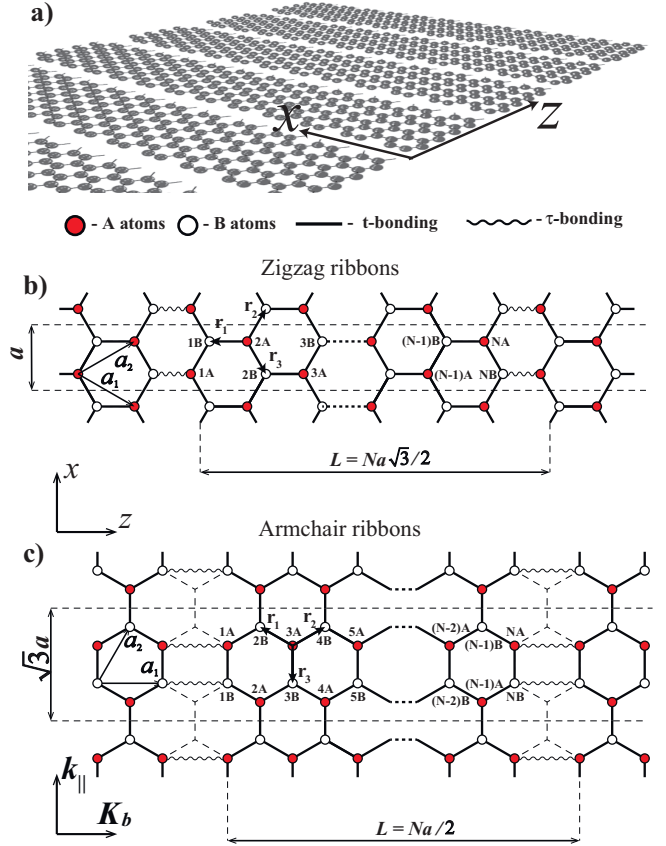 a)
x
z
- A atoms - B atoms - t-bonding - τ-bonding
Zigzag ribbons
b)
r₂
r₁
1B 2A 3B (N-1)B NA
a
a₂
r₃
a₁
1A 2B 3A (N-1)A NB
L = Na√3/2
x
z
Armchair ribbons
c)
r₁ r₂
(N-2)A
1A 2B 3A 4B 5A (N-1)B NA
a₂
√3a
a₁
r₃
1B 2A 3B 4A 5B (N-2)B (N-1)A NB
k||
K_b
L = Na/2